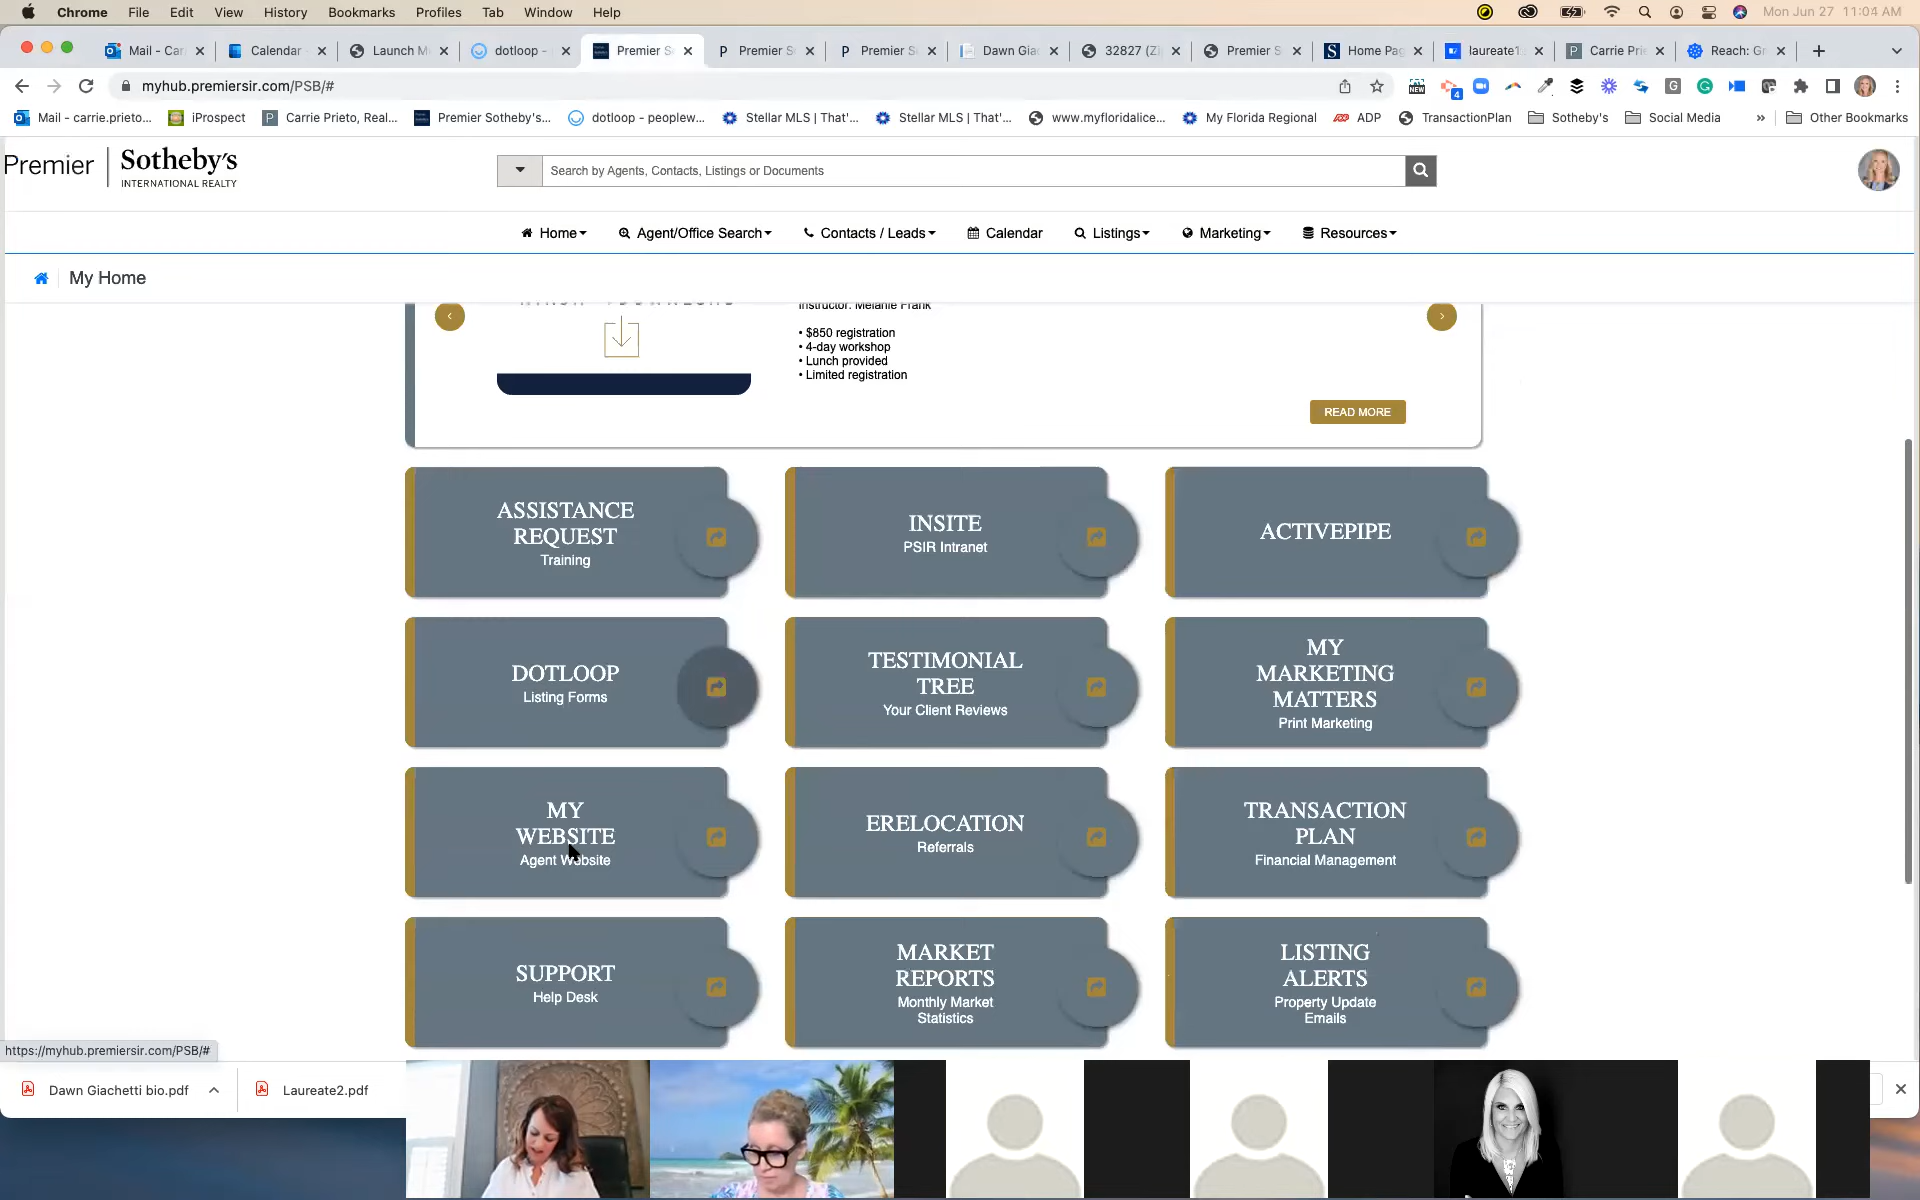 Chrome File Edit View History Bookmarks Profiles Tab Window Help Mon Jun 27 11:04 AM
Mail - Car Calendar Launch M dotloop - Premier S Premier S Premier S Dawn Gia 32827 (Zi Premier S Home Pag laureate1 Carrie Prie Reach: Gr
myhub.premiersir.com/PSB/#
NEW 4
Mail - carrie.prieto... iProspect Carrie Prieto, Real... Premier Sotheby's... dotloop - peoplew... Stellar MLS | That'... Stellar MLS | That'... www.myfloridalice... My Florida Regional ADP TransactionPlan Sotheby's Social Media » Other Bookmarks
Premier | Sotheby's
INTERNATIONAL REALTY
Search by Agents, Contacts, Listings or Documents
Home Agent/Office Search Contacts / Leads Calendar Listings Marketing Resources
My Home
Instructor: Melanie Frank
• $850 registration
• 4-day workshop
• Lunch provided
• Limited registration
READ MORE
ASSISTANCE
REQUEST
Training
INSITE
PSIR Intranet
ACTIVEPIPE
DOTLOOP
Listing Forms
TESTIMONIAL
TREE
Your Client Reviews
MY
MARKETING
MATTERS
Print Marketing
MY
WEBSITE
Agent Website
ERELOCATION
Referrals
TRANSACTION
PLAN
Financial Management
SUPPORT
Help Desk
MARKET
REPORTS
Monthly Market
Statistics
LISTING
ALERTS
Property Update
Emails
https://myhub.premiersir.com/PSB/#
Dawn Giachetti bio.pdf Laureate2.pdf